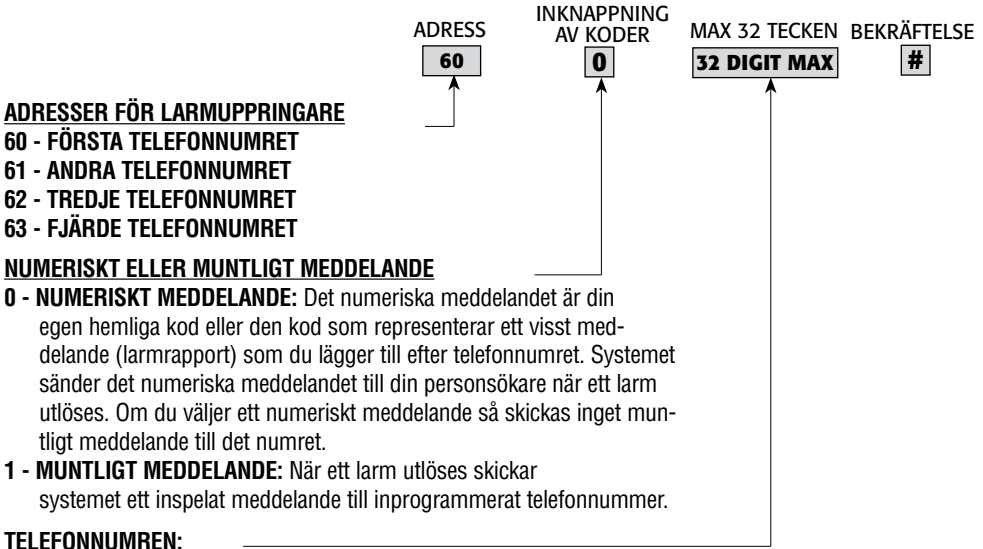 INKNAPPNING
ADRESS AV KODER MAX 32 TECKEN BEKRÄFTELSE
60 0 32 DIGIT MAX #
ADRESSER FÖR LARMUPPRINGARE
60 - FÖRSTA TELEFONNUMRET
61 - ANDRA TELEFONNUMRET
62 - TREDJE TELEFONNUMRET
63 - FJÄRDE TELEFONNUMRET
NUMERISKT ELLER MUNTLIGT MEDDELANDE
0 - NUMERISKT MEDDELANDE: Det numeriska meddelandet är din
egen hemliga kod eller den kod som representerar ett visst med-
delande (larmrapport) som du lägger till efter telefonnumret. Systemet
sänder det numeriska meddelandet till din personsökare när ett larm
utlöses. Om du väljer ett numeriskt meddelande så skickas inget mun-
tligt meddelande till det numret.
1 - MUNTLIGT MEDDELANDE: När ett larm utlöses skickar
systemet ett inspelat meddelande till inprogrammerat telefonnummer.
TELEFONNUMREN: